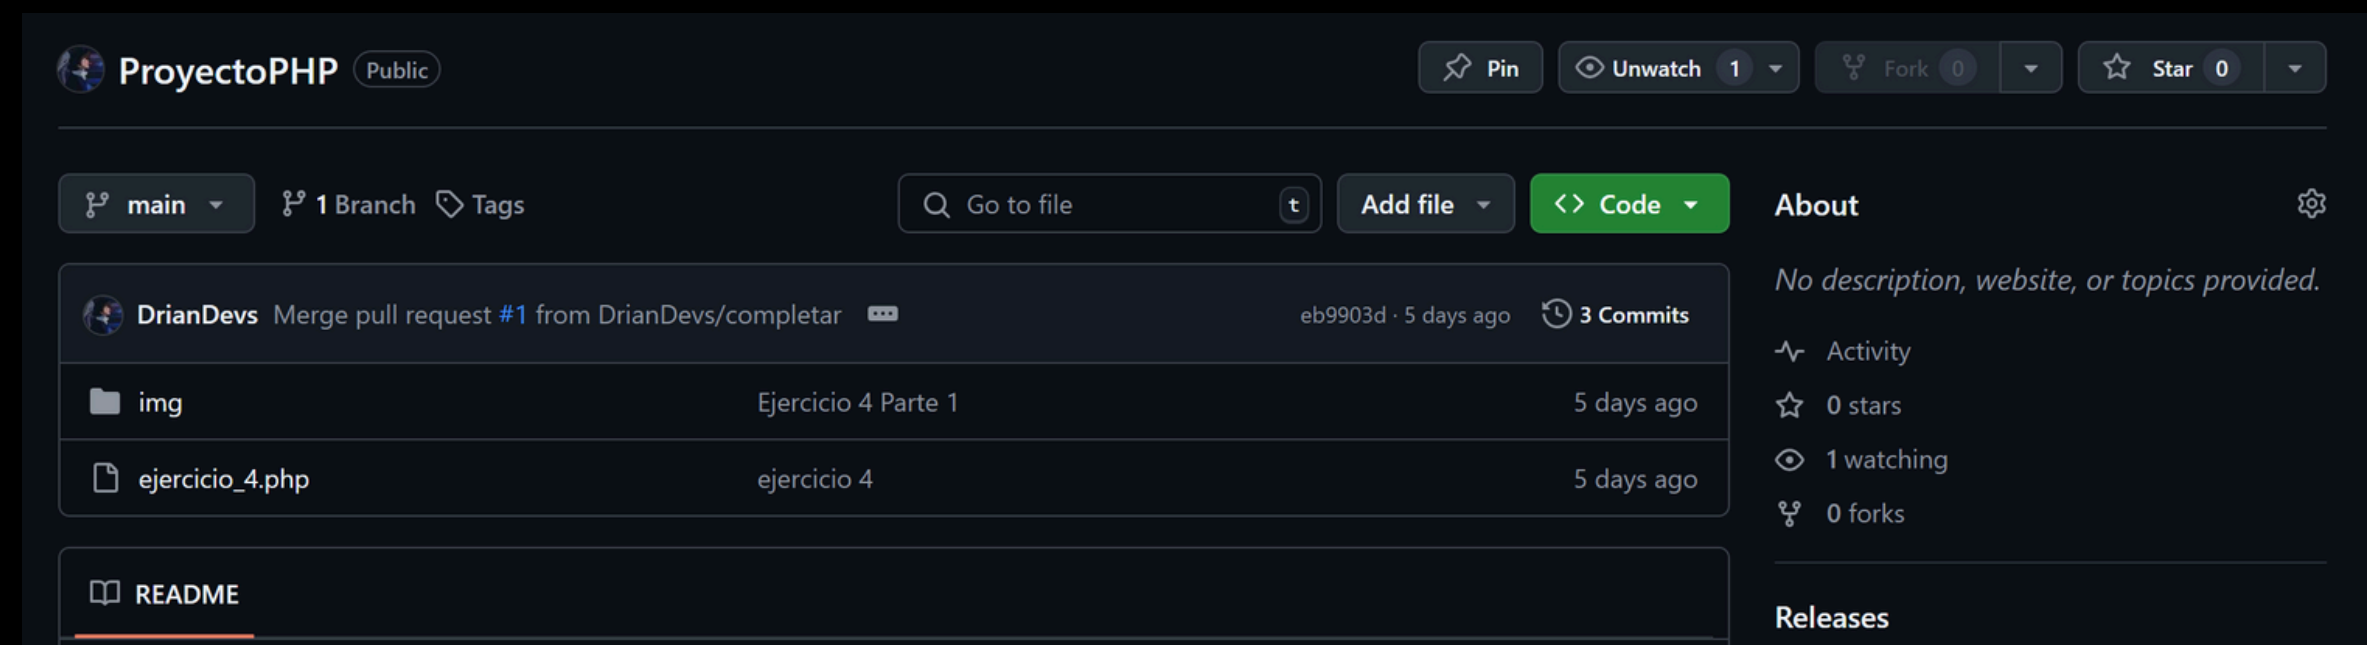 ProyectoPHP Public
Pin
Unwatch 1
Fork 0
Star 0
main
1 Branch
Tags
Go to file t
Add file
Code
DrianDevs Merge pull request #1 from DrianDevs/completar
eb9903d · 5 days ago
3 Commits
img Ejercicio 4 Parte 1 5 days ago
ejercicio_4.php ejercicio 4 5 days ago
README
About
No description, website, or topics provided.
Activity
0 stars
1 watching
0 forks
Releases